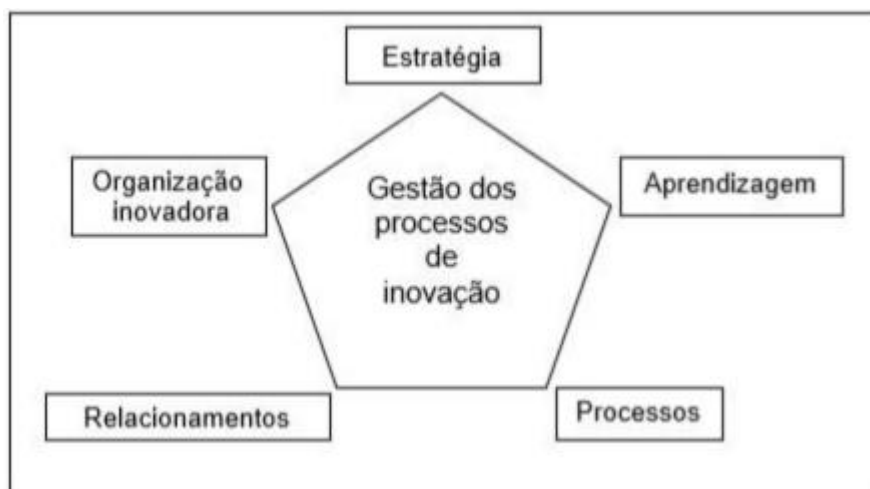 Estratégia
Organização
inovadora
Gestão dos
processos
de
inovação
Aprendizagem
Relacionamentos
Processos